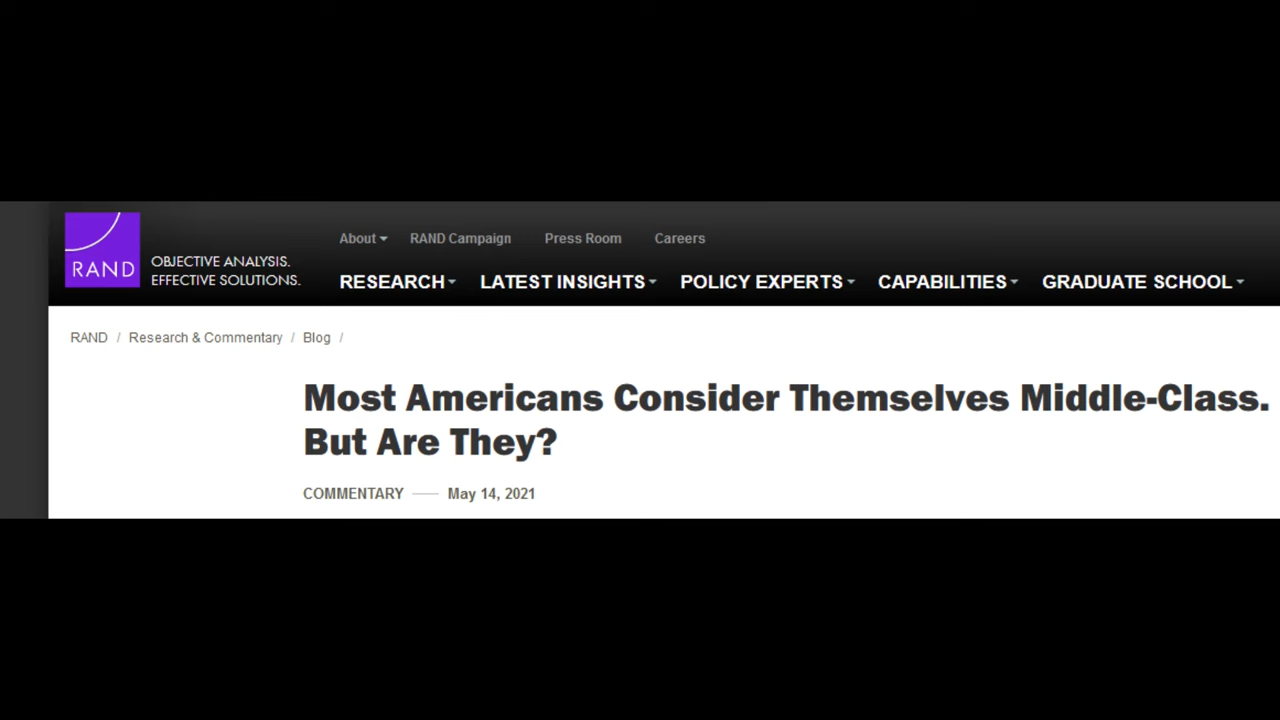 About RAND Campaign Press Room Careers
RAND
OBJECTIVE ANALYSIS.
EFFECTIVE SOLUTIONS.
RESEARCH LATEST INSIGHTS POLICY EXPERTS CAPABILITIES GRADUATE SCHOOL
RAND / Research & Commentary / Blog /
Most Americans Consider Themselves Middle-Class.
But Are They?
COMMENTARY — May 14, 2021